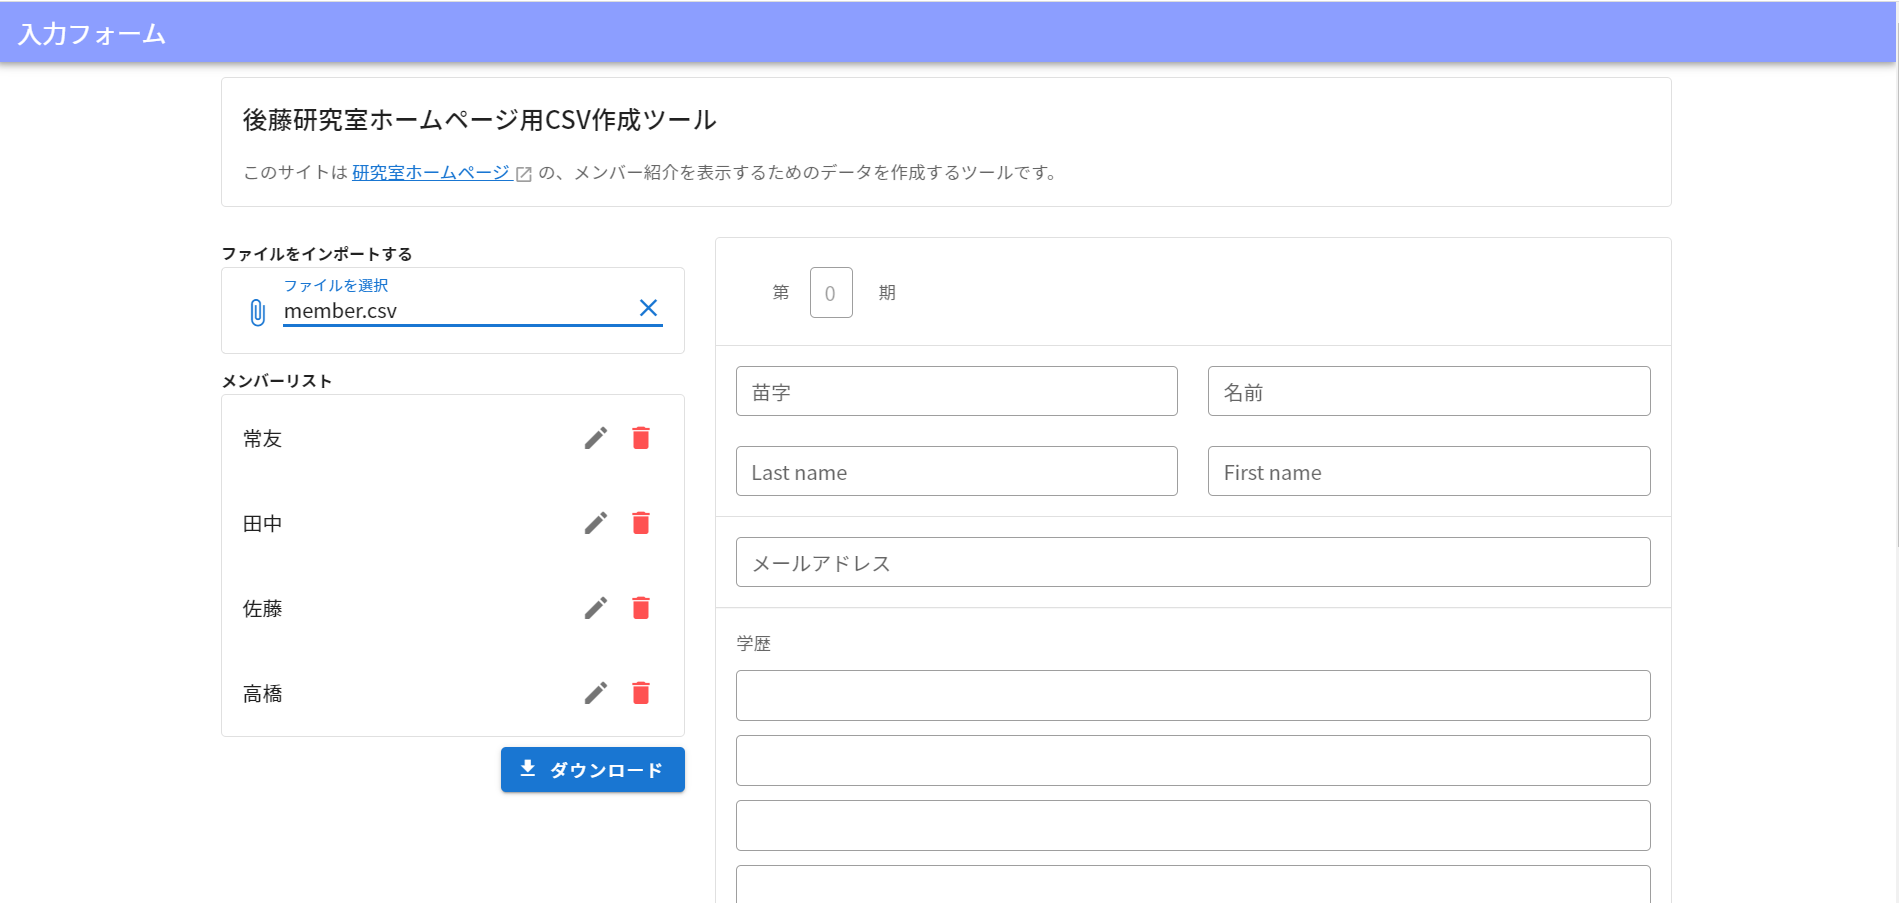 入力フォーム
後藤研究室ホームページ用CSV作成ツール
このサイトは 研究室ホームページ の、メンバー紹介を表示するためのデータを作成するツールです。
ファイルをインポートする
ファイルを選択
member.csv
メンバーリスト
常友
田中
佐藤
高橋
ダウンロード
第 0 期
苗字 名前
Last name First name
メールアドレス
学歴